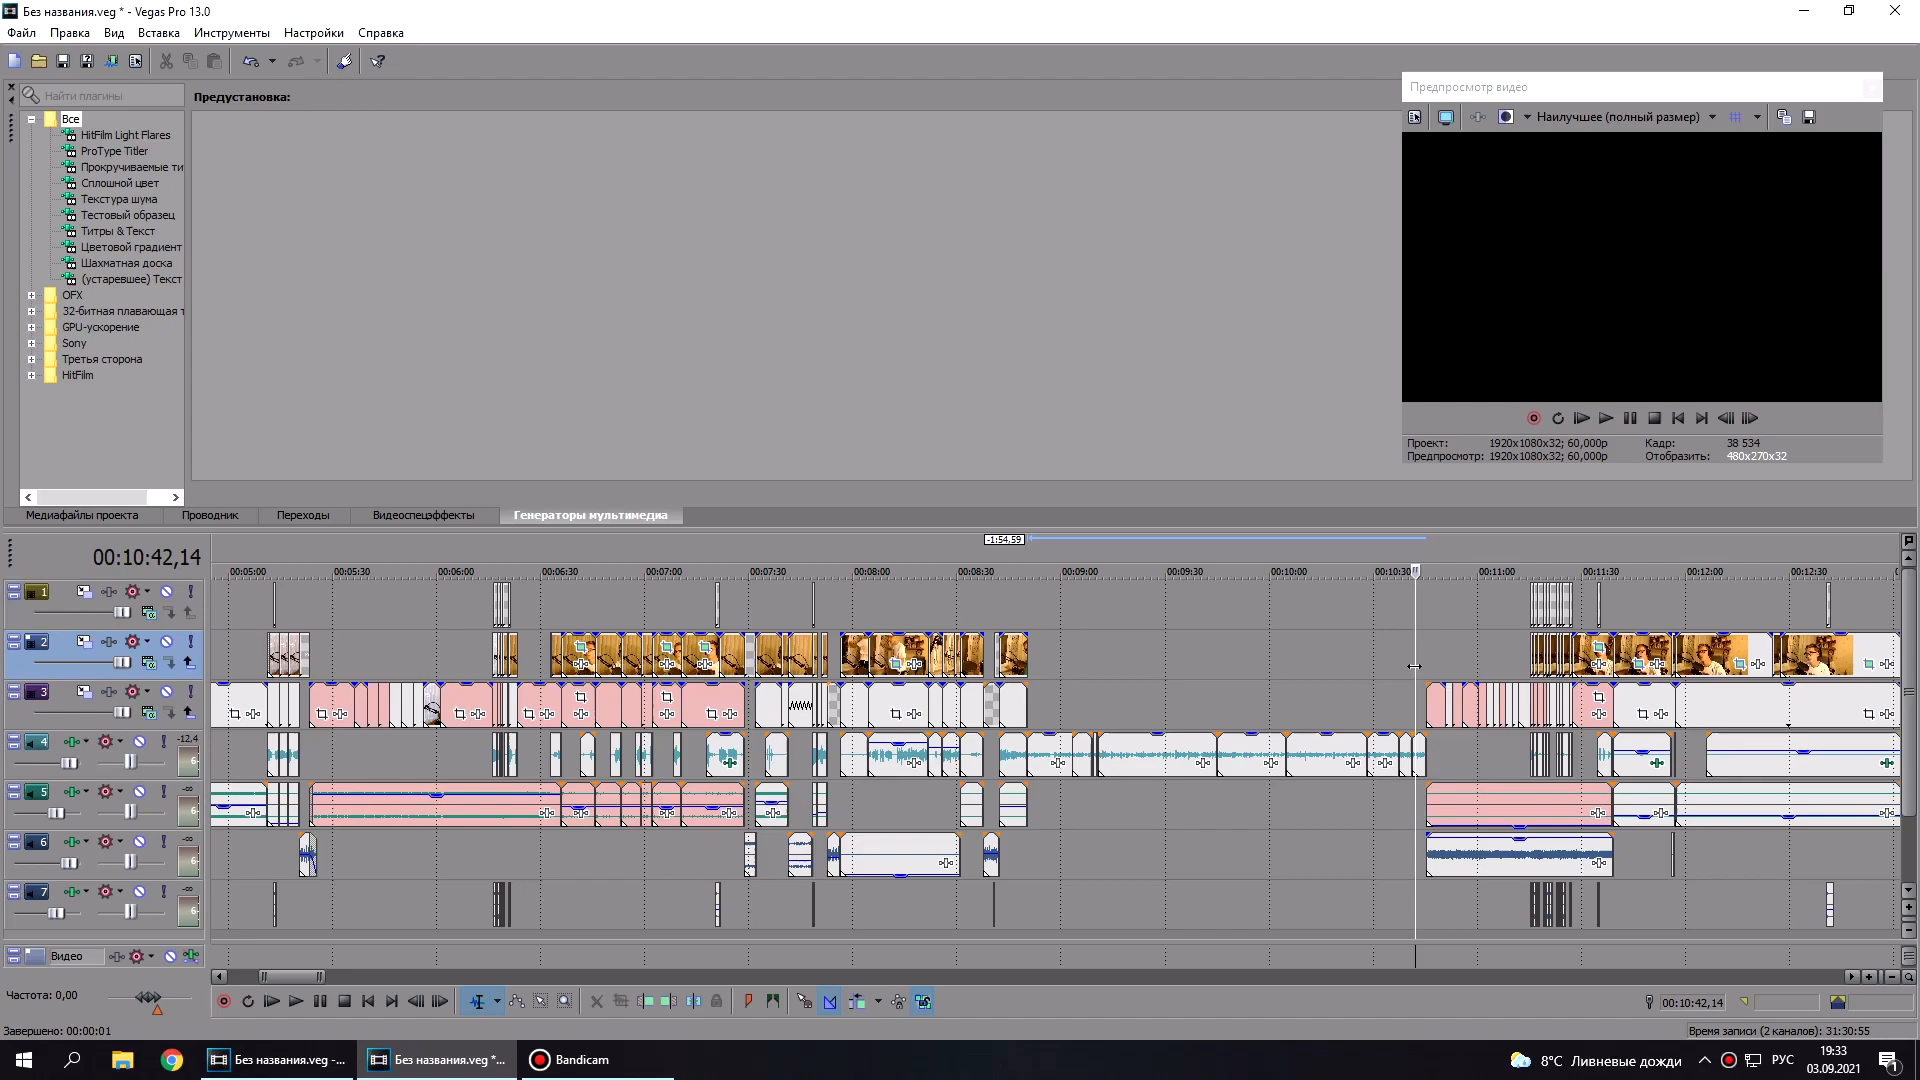 Без названия.veg * - Vegas Pro 13.0
Файл Правка Вид Вставка Инструменты Настройки Справка
Найти плагины
Предустановка:
Все
HitFilm Light Flares
ProType Titler
Прокручиваемые ти
Сплошной цвет
Текстура шума
Тестовый образец
Титры & Текст
Цветовой градиент
Шахматная доска
(устаревшее) Текст
OFX
32-битная плавающая т
GPU-ускорение
Sony
Третья сторона
HitFilm
Предпросмотр видео
Наилучшее (полный размер)
Проект: 1920x1080x32; 60,000p Кадр: 38 534
Предпросмотр: 1920x1080x32; 60,000p Отобразить: 480x270x32
Медиафайлы проекта Проводник Переходы Видеоспецэффекты Генераторы мультимедиа
-1:54,59
00:10:42,14
00:05:00 00:05:30 00:06:00 00:06:30 00:07:00 00:07:30 00:08:00 00:08:30 00:09:00 00:09:30 00:10:00 00:10:30 00:11:00 00:11:30 00:12:00 00:12:30
1
2
3
4 -12,4
6
5 -∞
6
6 -∞
6
7 -∞
6
Видео
Частота: 0,00
00:10:42,14
Завершено: 00:00:01
Время записи (2 каналов): 31:30:55
Без названия.veg -... Без названия.veg *... Bandicam
8°C Ливневые дожди РУС
19:33
03.09.2021
1